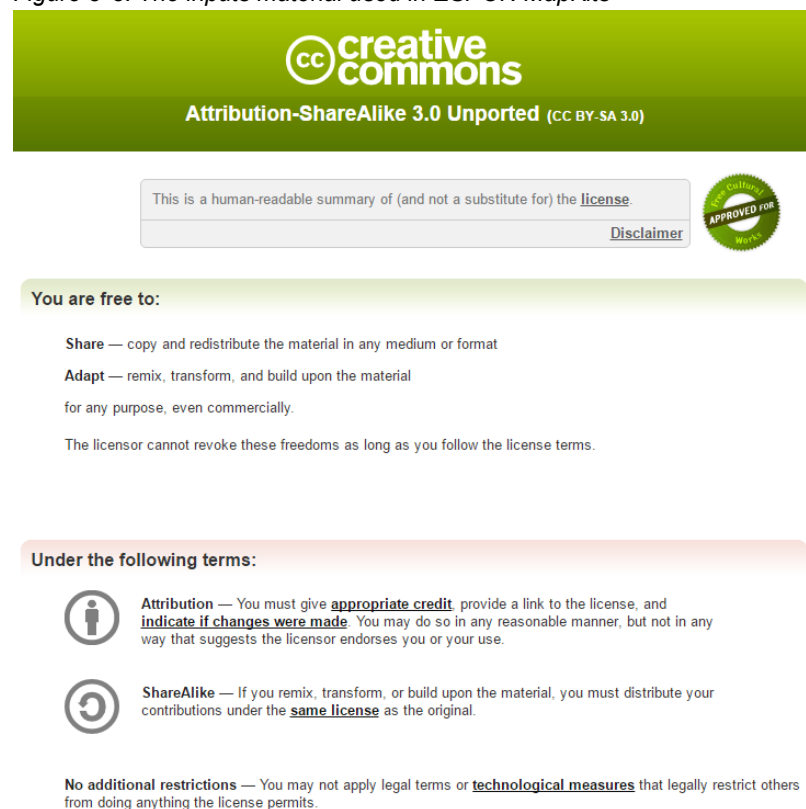 creative
cc commons
Attribution-ShareAlike 3.0 Unported (CC BY-SA 3.0)
This is a human-readable summary of (and not a substitute for) the license.
Disclaimer
Free Cultural
APPROVED FOR
Works
You are free to:
Share — copy and redistribute the material in any medium or format
Adapt — remix, transform, and build upon the material
for any purpose, even commercially.
The licensor cannot revoke these freedoms as long as you follow the license terms.
Under the following terms:
Attribution — You must give appropriate credit, provide a link to the license, and
indicate if changes were made. You may do so in any reasonable manner, but not in any
way that suggests the licensor endorses you or your use.
ShareAlike — If you remix, transform, or build upon the material, you must distribute your
contributions under the same license as the original.
No additional restrictions — You may not apply legal terms or technological measures that legally restrict others
from doing anything the license permits.